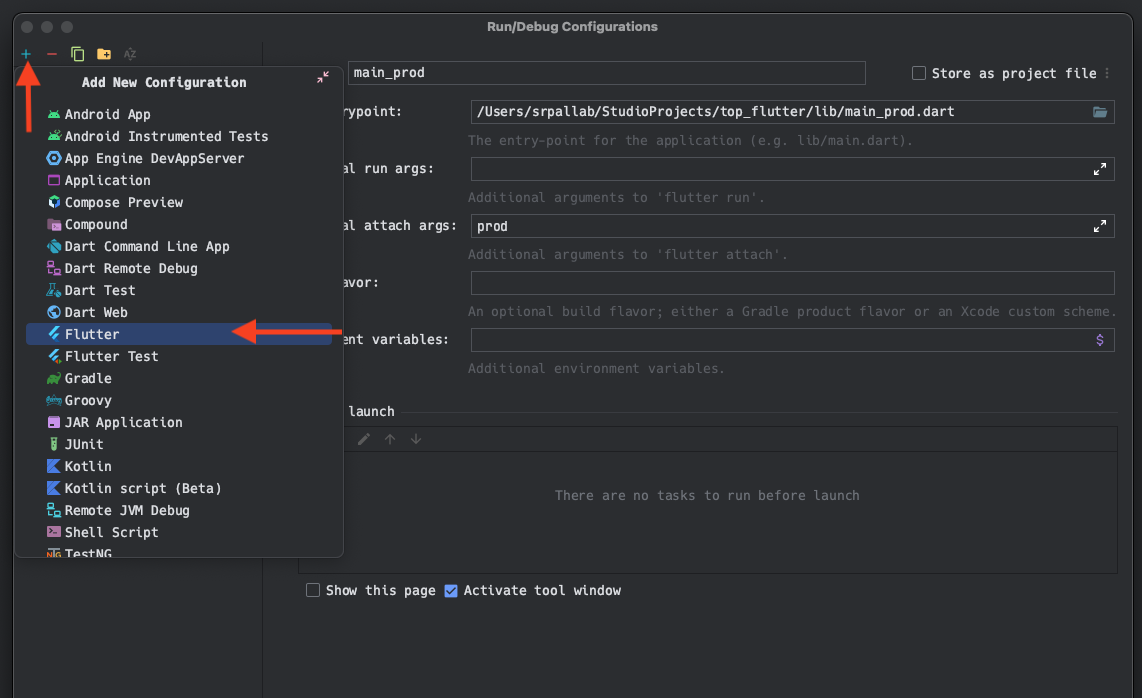 Run/Debug Configurations
Add New Configuration
Android App
Android Instrumented Tests
App Engine DevAppServer
Application
Compose Preview
Compound
Dart Command Line App
Dart Remote Debug
Dart Test
Dart Web
Flutter
Flutter Test
Gradle
Groovy
JAR Application
JUnit
Kotlin
Kotlin script (Beta)
Remote JVM Debug
Shell Script
TestNG
main_prod
Store as project file
rypoint: /Users/srpallab/StudioProjects/top_flutter/lib/main_prod.dart
The entry-point for the application (e.g. lib/main.dart).
al run args:
Additional arguments to 'flutter run'.
al attach args: prod
Additional arguments to 'flutter attach'.
avor:
An optional build flavor; either a Gradle product flavor or an Xcode custom scheme.
ent variables: $
Additional environment variables.
launch
There are no tasks to run before launch
Show this page Activate tool window